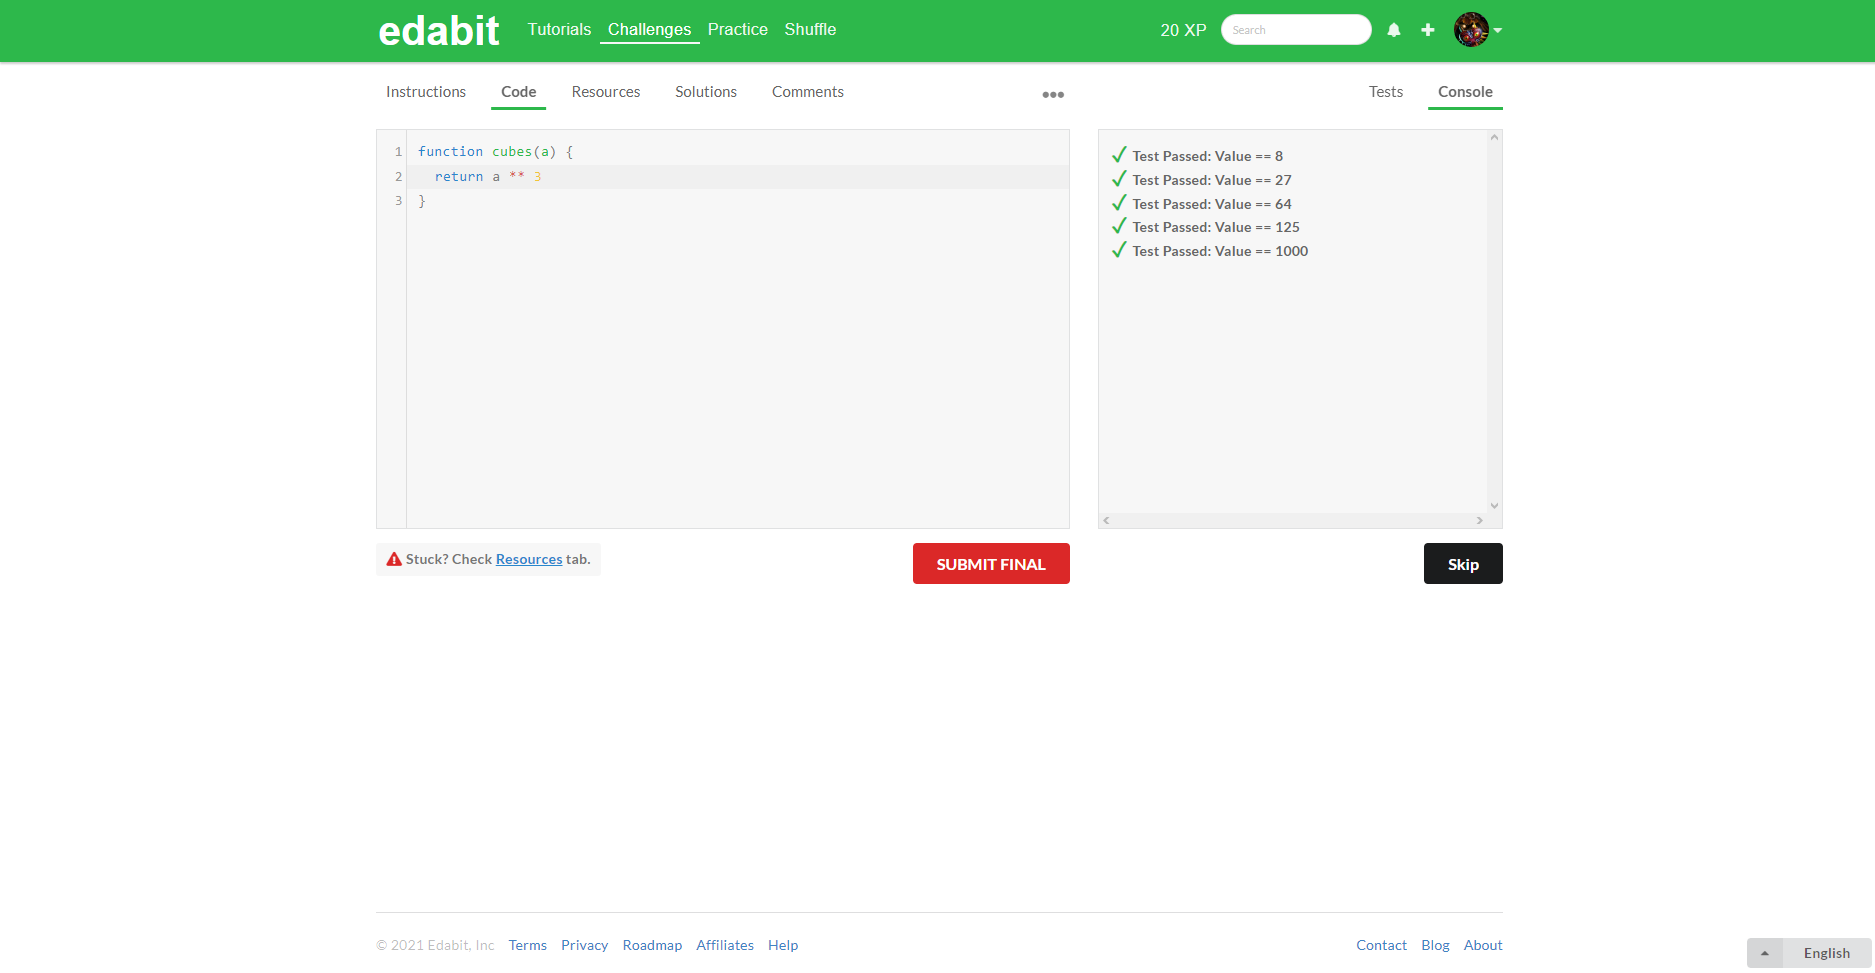 edabit Tutorials Challenges Practice Shuffle 20 XP Search
Instructions Code Resources Solutions Comments Tests Console
1 function cubes(a) {
2 return a ** 3
3 }
Test Passed: Value == 8
Test Passed: Value == 27
Test Passed: Value == 64
Test Passed: Value == 125
Test Passed: Value == 1000
Stuck? Check Resources tab. SUBMIT FINAL Skip
© 2021 Edabit, Inc Terms Privacy Roadmap Affiliates Help Contact Blog About
English